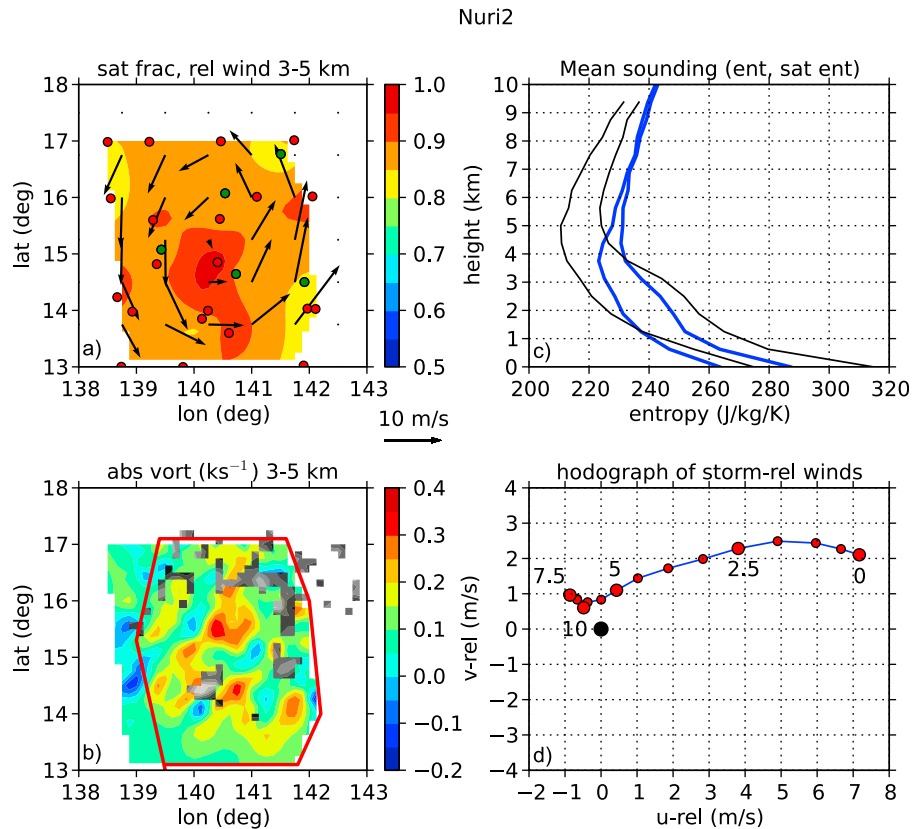 Nuri2
sat frac, rel wind 3-5 km
18
17
16
15
14
13
138 139 140 141 142 143
lat (deg)
lon (deg)
a)
1.0
0.9
0.8
0.7
0.6
0.5
10 m/s
Mean sounding (ent, sat ent)
10
9
8
7
6
5
4
3
2
1
0
200 220 240 260 280 300 320
height (km)
entropy (J/kg/K)
c)
abs vort (ks⁻¹) 3-5 km
18
17
16
15
14
13
138 139 140 141 142 143
lat (deg)
lon (deg)
b)
0.4
0.3
0.2
0.1
0.0
−0.1
−0.2
hodograph of storm-rel winds
4
3
2
1
0
−1
−2
−3
−4
−2 −1 0 1 2 3 4 5 6 7 8
v-rel (m/s)
u-rel (m/s)
7.5 5 2.5 0
10
d)